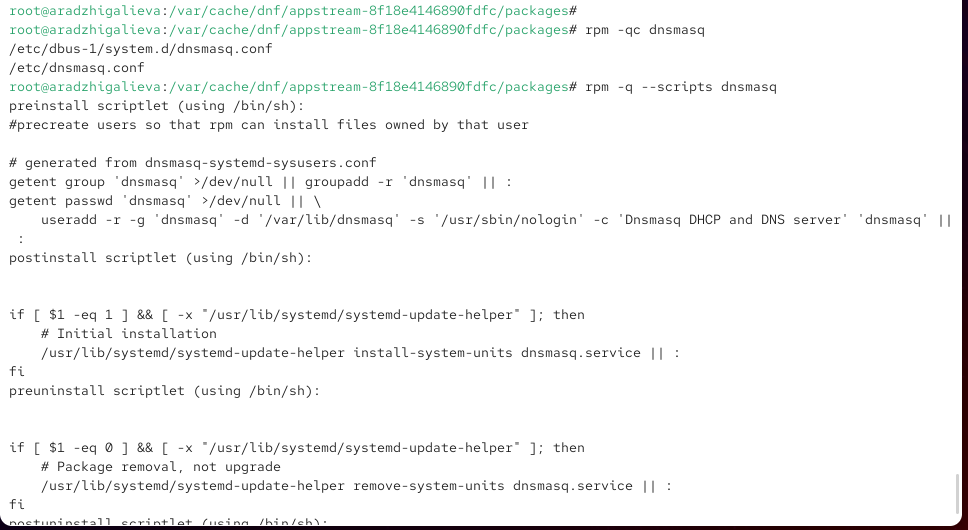 root@aradzhigalieva:/var/cache/dnf/appstream-8f18e4146890fdfc/packages#
root@aradzhigalieva:/var/cache/dnf/appstream-8f18e4146890fdfc/packages# rpm -qc dnsmasq
/etc/dbus-1/system.d/dnsmasq.conf
/etc/dnsmasq.conf
root@aradzhigalieva:/var/cache/dnf/appstream-8f18e4146890fdfc/packages# rpm -q --scripts dnsmasq
preinstall scriptlet (using /bin/sh):
#precreate users so that rpm can install files owned by that user
# generated from dnsmasq-systemd-sysusers.conf
getent group 'dnsmasq' >/dev/null || groupadd -r 'dnsmasq' || :
getent passwd 'dnsmasq' >/dev/null || \
    useradd -r -g 'dnsmasq' -d '/var/lib/dnsmasq' -s '/usr/sbin/nologin' -c 'Dnsmasq DHCP and DNS server' 'dnsmasq' ||
 :
postinstall scriptlet (using /bin/sh):
if [ $1 -eq 1 ] && [ -x "/usr/lib/systemd/systemd-update-helper" ]; then
    # Initial installation
    /usr/lib/systemd/systemd-update-helper install-system-units dnsmasq.service || :
fi
preuninstall scriptlet (using /bin/sh):
if [ $1 -eq 0 ] && [ -x "/usr/lib/systemd/systemd-update-helper" ]; then
    # Package removal, not upgrade
    /usr/lib/systemd/systemd-update-helper remove-system-units dnsmasq.service || :
fi
postuninstall scriptlet (using /bin/sh):